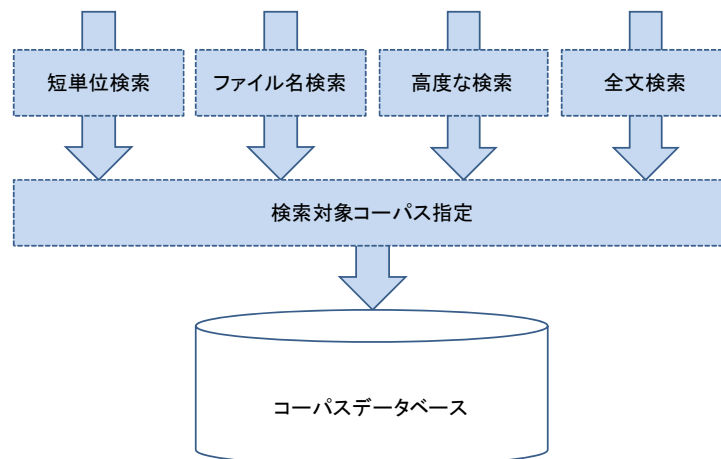 短単位検索
ファイル名検索
高度な検索
全文検索
検索対象コーパス指定
コーパスデータベース